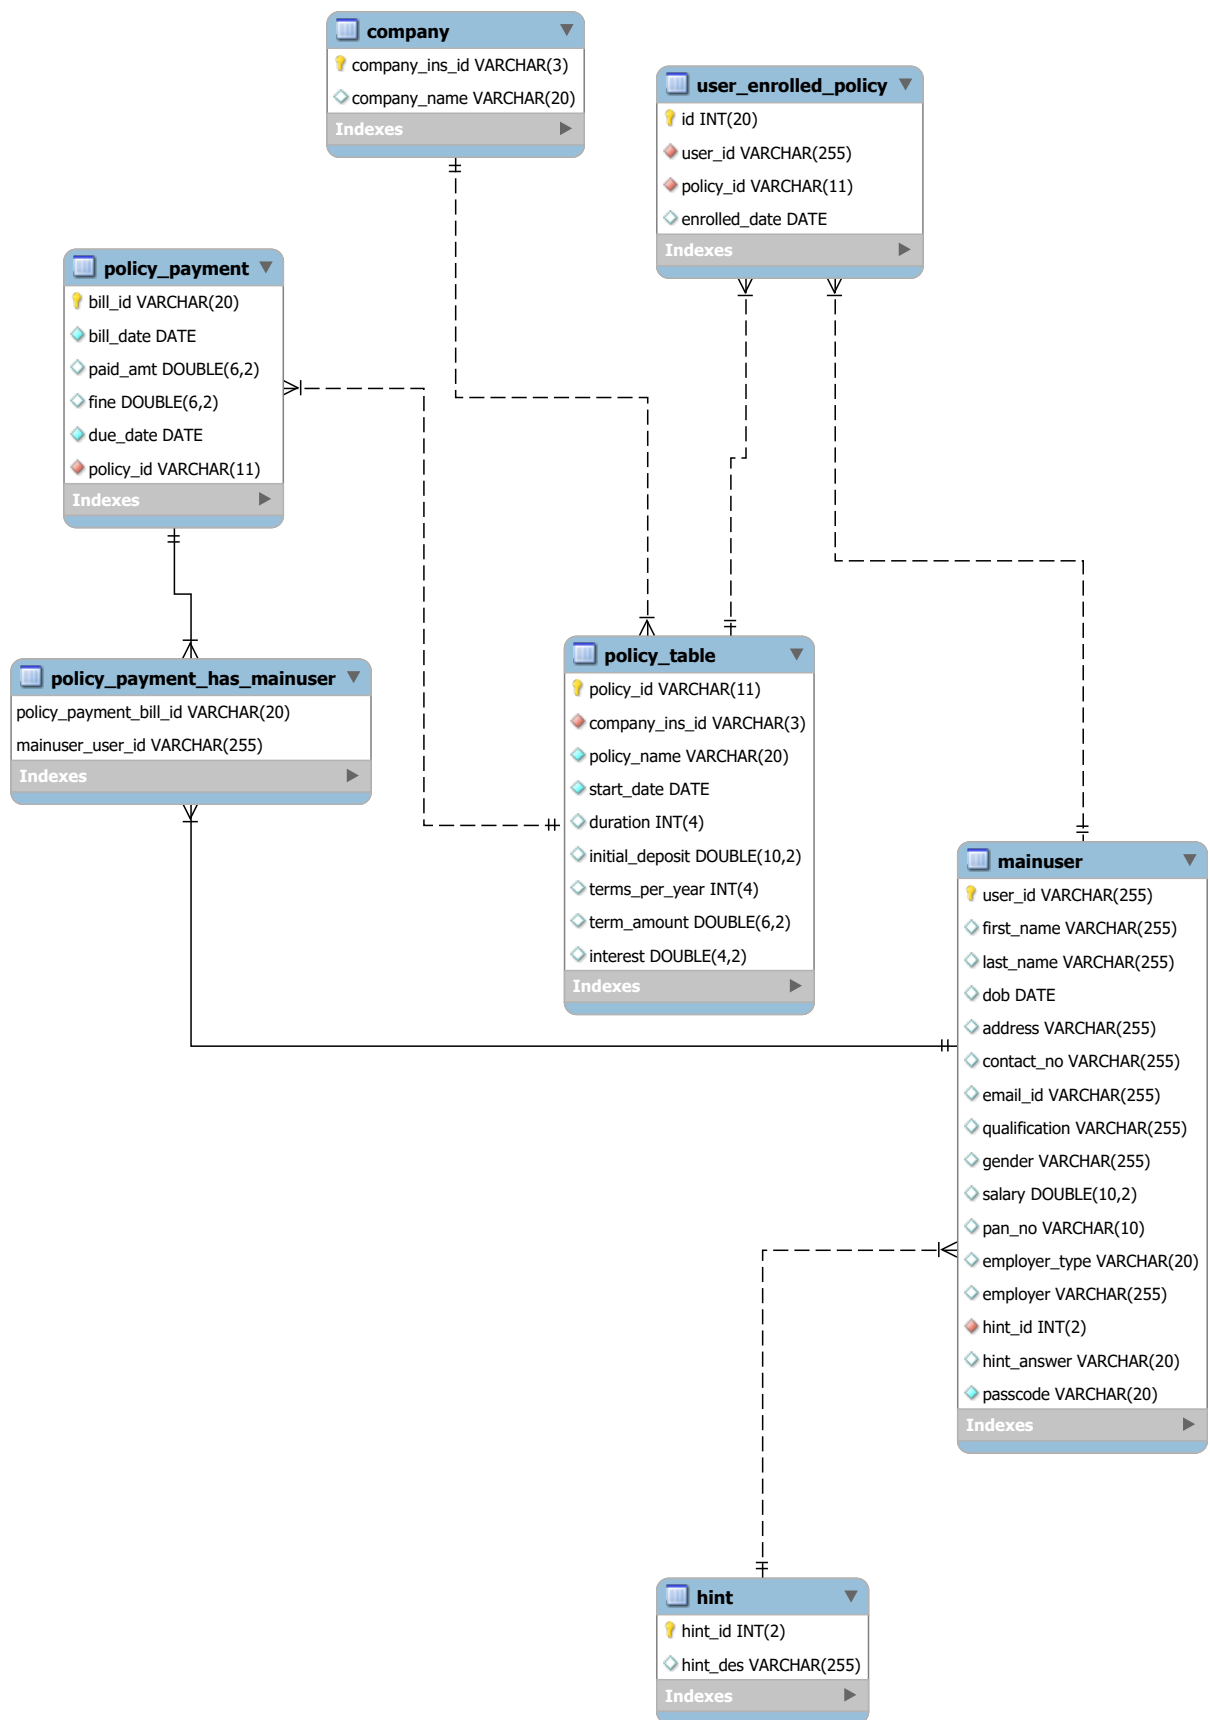 company
company_ins_id VARCHAR(3)
company_name VARCHAR(20)
Indexes
user_enrolled_policy
id INT(20)
user_id VARCHAR(255)
policy_id VARCHAR(11)
enrolled_date DATE
Indexes
policy_payment
bill_id VARCHAR(20)
bill_date DATE
paid_amt DOUBLE(6,2)
fine DOUBLE(6,2)
due_date DATE
policy_id VARCHAR(11)
Indexes
policy_payment_has_mainuser
policy_payment_bill_id VARCHAR(20)
mainuser_user_id VARCHAR(255)
Indexes
policy_table
policy_id VARCHAR(11)
company_ins_id VARCHAR(3)
policy_name VARCHAR(20)
start_date DATE
duration INT(4)
initial_deposit DOUBLE(10,2)
terms_per_year INT(4)
term_amount DOUBLE(6,2)
interest DOUBLE(4,2)
Indexes
mainuser
user_id VARCHAR(255)
first_name VARCHAR(255)
last_name VARCHAR(255)
dob DATE
address VARCHAR(255)
contact_no VARCHAR(255)
email_id VARCHAR(255)
qualification VARCHAR(255)
gender VARCHAR(255)
salary DOUBLE(10,2)
pan_no VARCHAR(10)
employer_type VARCHAR(20)
employer VARCHAR(255)
hint_id INT(2)
hint_answer VARCHAR(20)
passcode VARCHAR(20)
Indexes
hint
hint_id INT(2)
hint_des VARCHAR(255)
Indexes